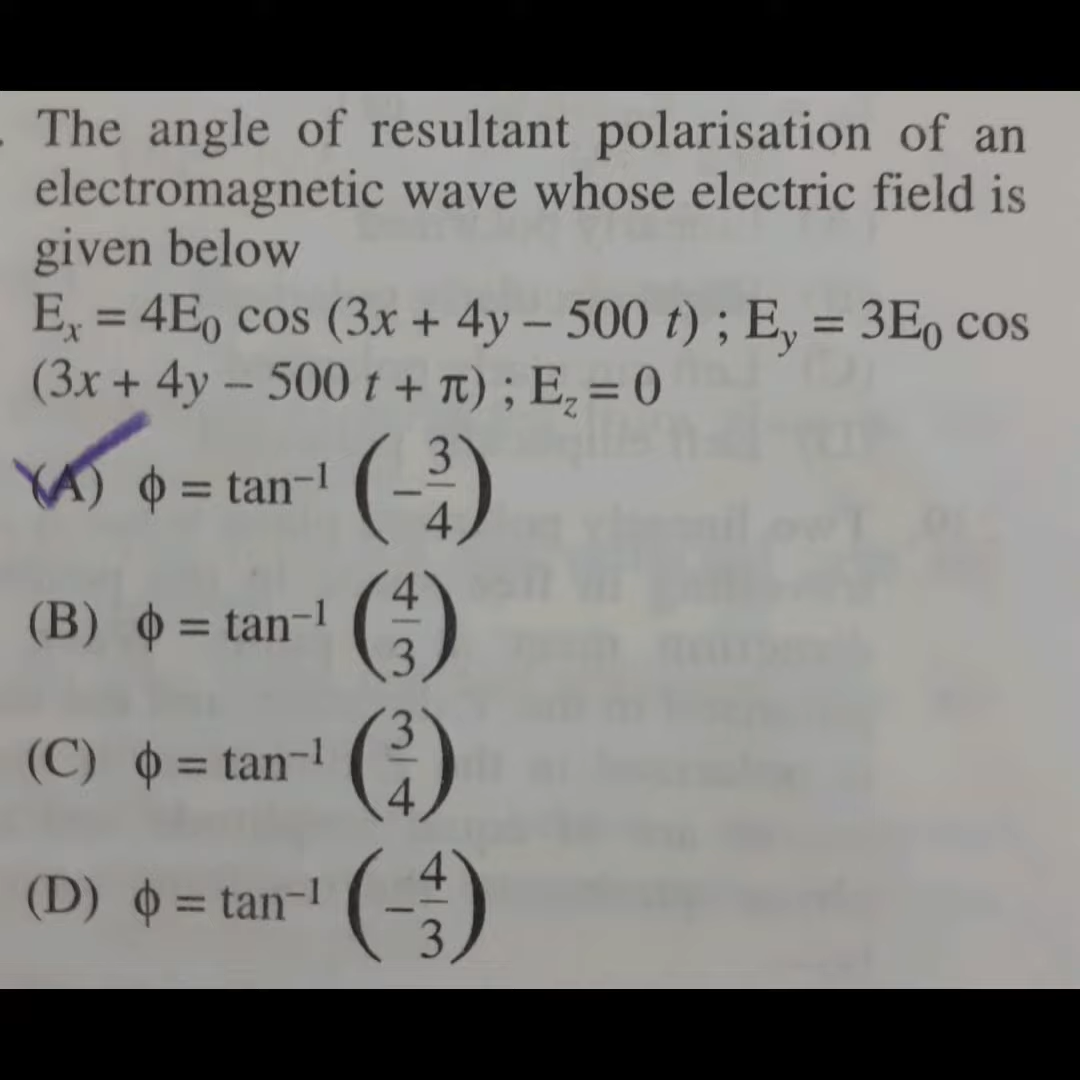 The angle of resultant polarisation of an
electromagnetic wave whose electric field is
given below
Eₓ = 4E₀ cos (3x + 4y – 500 t) ; E_y = 3E₀ cos
(3x + 4y – 500 t + π) ; E_z = 0
(A) ϕ = tan⁻¹ (–3/4)
(B) ϕ = tan⁻¹ (4/3)
(C) ϕ = tan⁻¹ (3/4)
(D) ϕ = tan⁻¹ (–4/3)